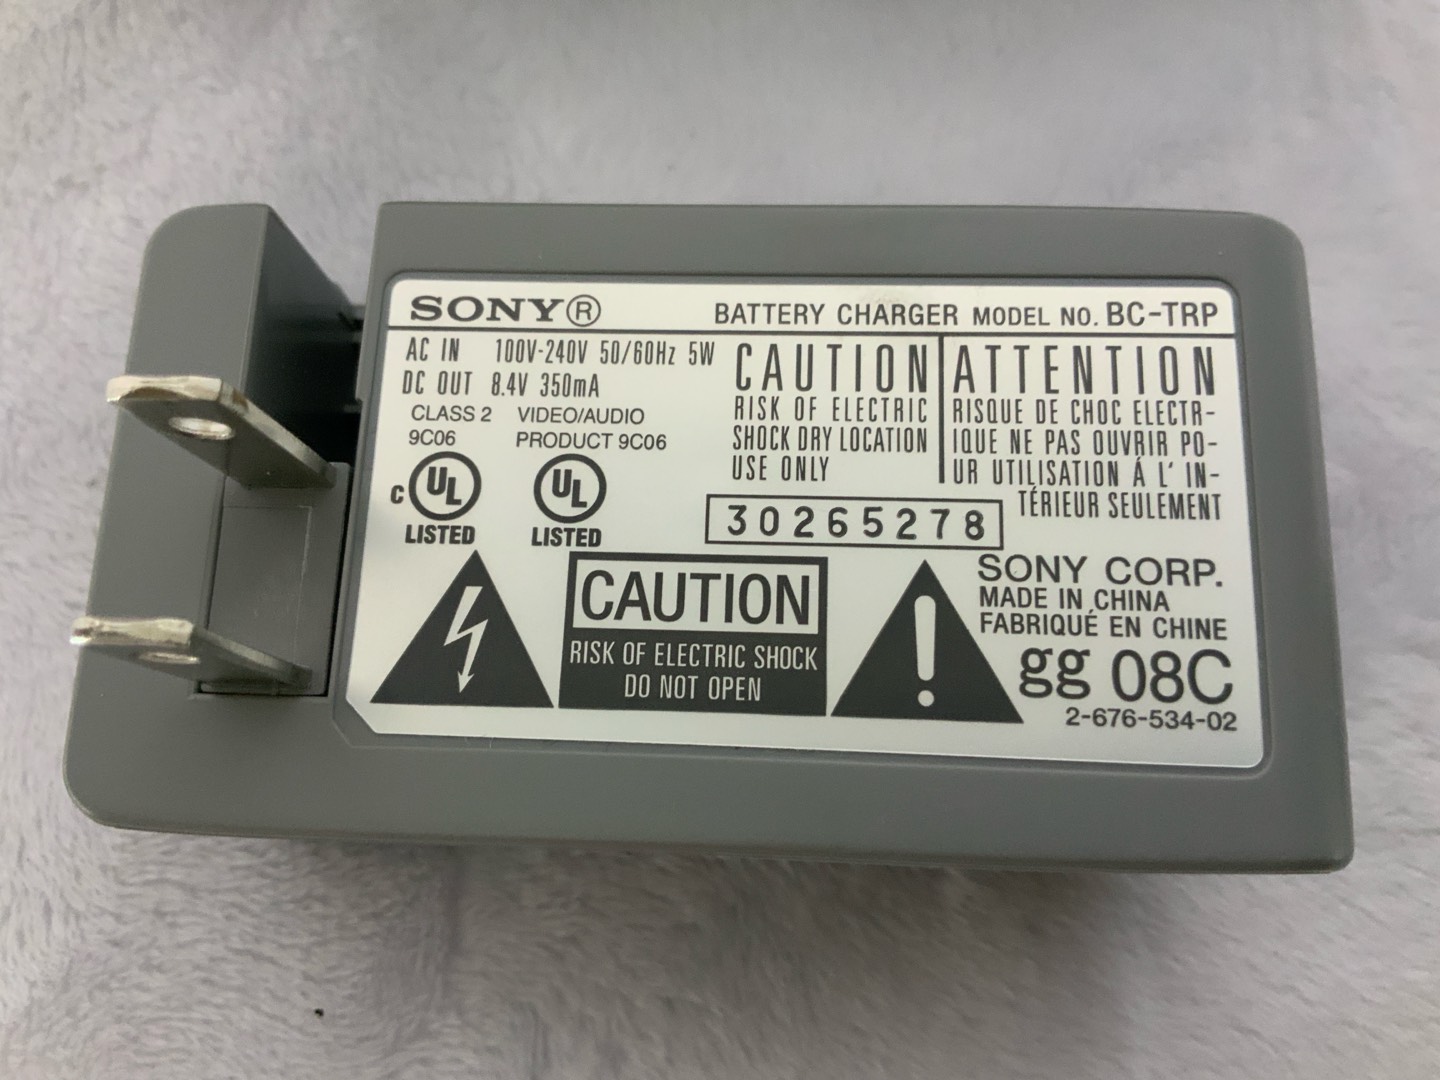 SONY® BATTERY CHARGER MODEL NO. BC-TRP
AC IN 100V-240V 50/60Hz 5W
DC OUT 8.4V 350mA
CLASS 2 VIDEO/AUDIO
9C06 PRODUCT 9C06
C UL UL
LISTED LISTED
CAUTION
RISK OF ELECTRIC
SHOCK DRY LOCATION
USE ONLY
ATTENTION
RISQUE DE CHOC ELECTR-
IQUE NE PAS OUVRIR PO-
UR UTILISATION Á L' IN-
TÉRIEUR SEULEMENT
30265278
CAUTION
RISK OF ELECTRIC SHOCK
DO NOT OPEN
!
SONY CORP.
MADE IN CHINA
FABRIQUÉ EN CHINE
gg 08C
2-676-534-02